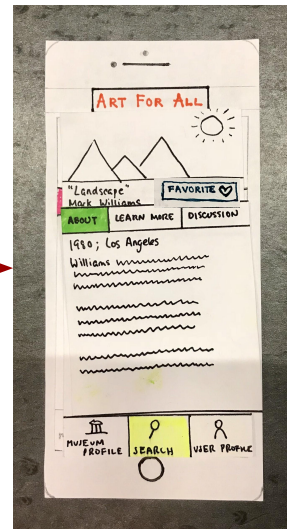 ART FOR ALL
"Landscape"
Mark Williams
FAVORITE
ABOUT LEARN MORE DISCUSSION
1980; Los Angeles
Williams
MUSEUM PROFILE
SEARCH
USER PROFILE